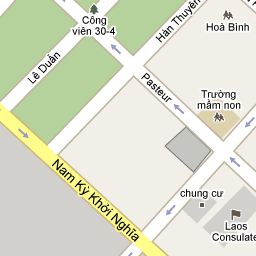 Công
viên 30-4
Hoà Bình
Hàn Thuyên
Lê Duẩn
Pasteur
Trường
mầm non
Nam Kỳ Khởi Nghĩa
chung cư
Laos
Consulate